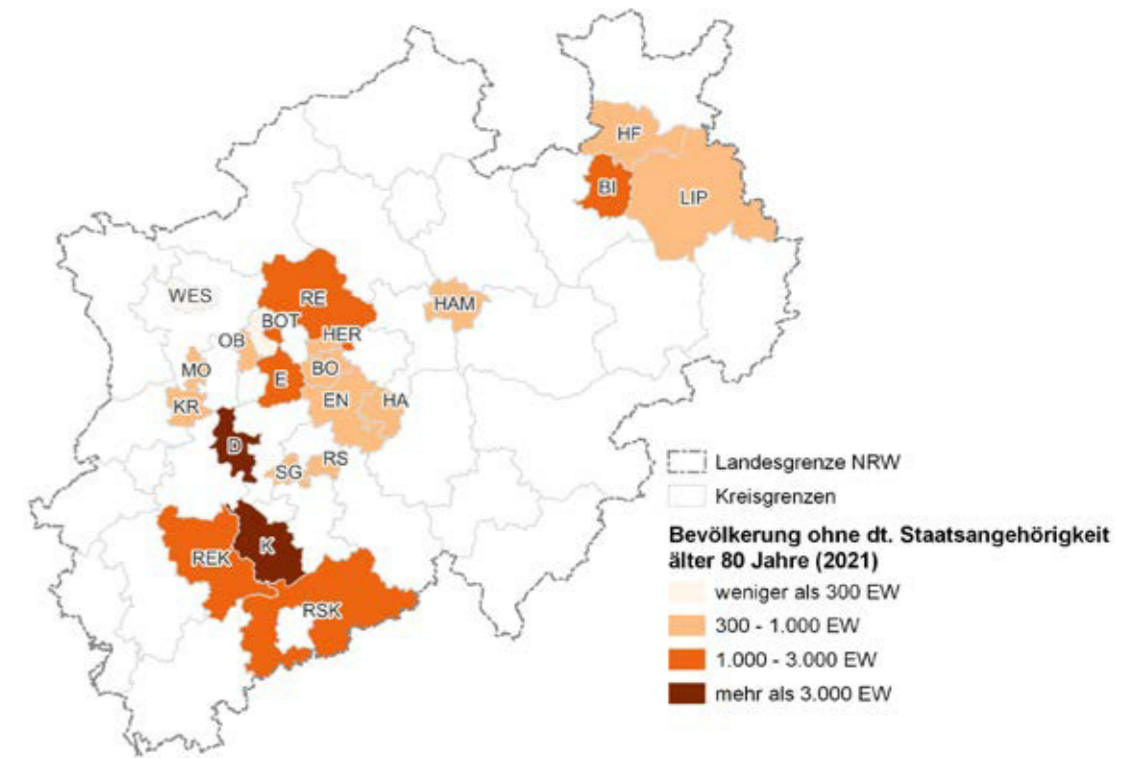 HF
BI
LIP
WES
RE
HAM
BOT
OB
HER
MO
E
BO
KR
EN
HA
D
SG
RS
REK
K
RSK
Landesgrenze NRW
Kreisgrenzen
Bevölkerung ohne dt. Staatsangehörigkeit
älter 80 Jahre (2021)
weniger als 300 EW
300 - 1.000 EW
1.000 - 3.000 EW
mehr als 3.000 EW